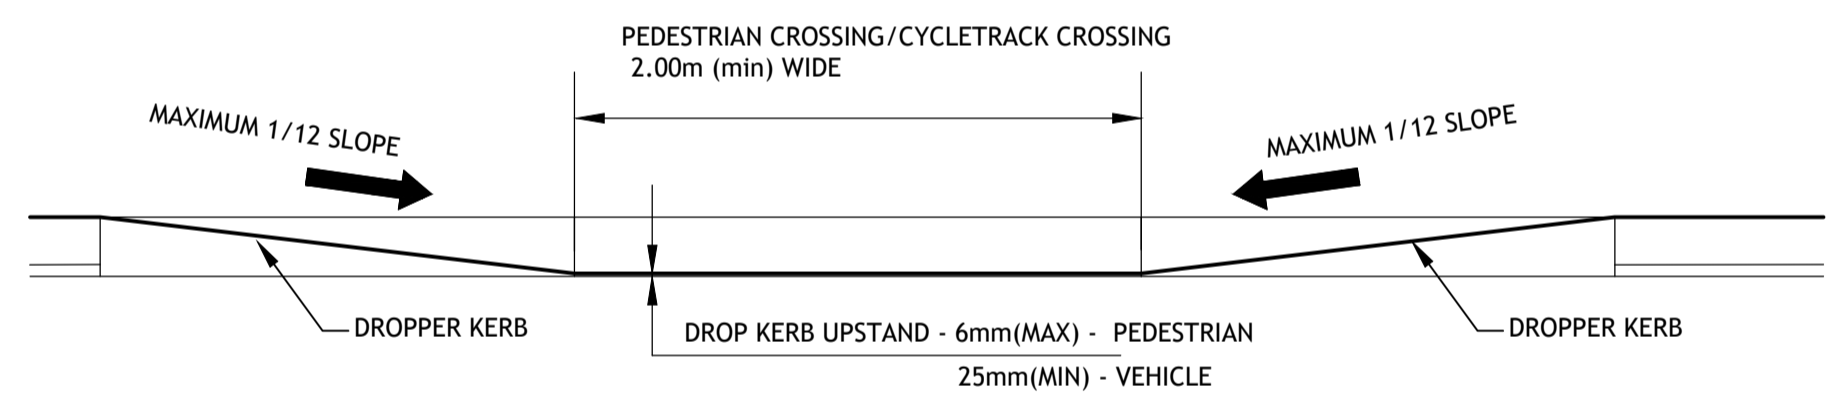 PEDESTRIAN CROSSING/CYCLETRACK CROSSING
2.00m (min) WIDE
MAXIMUM 1/12 SLOPE
MAXIMUM 1/12 SLOPE
DROPPER KERB
DROP KERB UPSTAND - 6mm(MAX) - PEDESTRIAN
25mm(MIN) - VEHICLE
DROPPER KERB